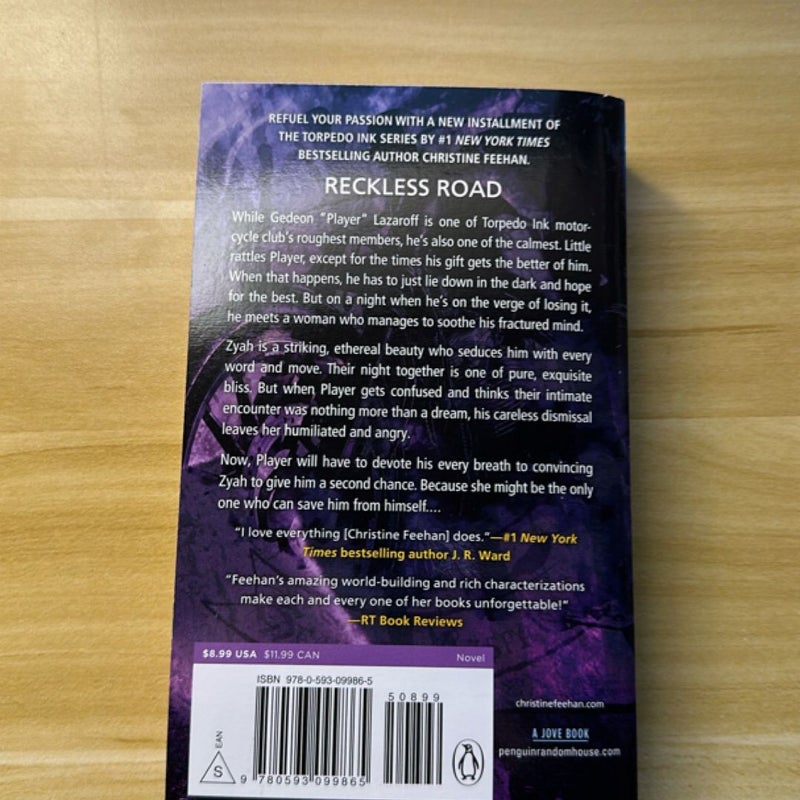 REFUEL YOUR PASSION WITH A NEW INSTALLMENT OF
THE TORPEDO INK SERIES BY #1 NEW YORK TIMES
BESTSELLING AUTHOR CHRISTINE FEEHAN.
RECKLESS ROAD
While Gedeon "Player" Lazaroff is one of Torpedo Ink motor-
cycle club's roughest members, he's also one of the calmest. Little
rattles Player, except for the times his gift gets the better of him.
When that happens, he has to just lie down in the dark and hope
for the best. But on a night when he's on the verge of losing it,
he meets a woman who manages to soothe his fractured mind.
Zyah is a striking, ethereal beauty who seduces him with every
word and move. Their night together is one of pure, exquisite
bliss. But when Player gets confused and thinks their intimate
encounter was nothing more than a dream, his careless dismissal
leaves her humiliated and angry.
Now, Player will have to devote his every breath to convincing
Zyah to give him a second chance. Because she might be the only
one who can save him from himself....
"I love everything [Christine Feehan] does."—#1 New York
Times bestselling author J. R. Ward
"Feehan's amazing world-building and rich characterizations
make each and every one of her books unforgettable!"
—RT Book Reviews
$8.99 USA $11.99 CAN
Novel
ISBN 978-0-593-09986-5
50899
EAN
S
9 780593 099865
christinefeehan.com
A JOVE BOOK
penguinrandomhouse.com